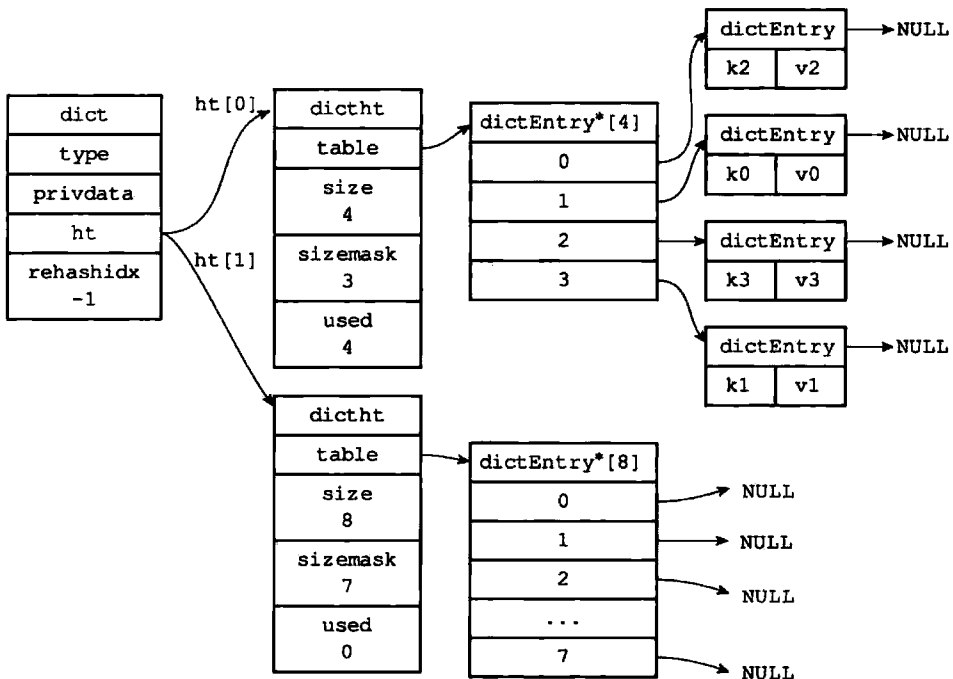 dict
type
privdata
ht
rehashidx
-1
ht[0]
ht[1]
dictht
table
size
4
sizemask
3
used
4
dictEntry*[4]
0
1
2
3
dictEntry
k2 v2
NULL
dictEntry
k0 v0
NULL
dictEntry
k3 v3
NULL
dictEntry
k1 v1
NULL
dictht
table
size
8
sizemask
7
used
0
dictEntry*[8]
0
1
2
...
7
NULL
NULL
NULL
NULL